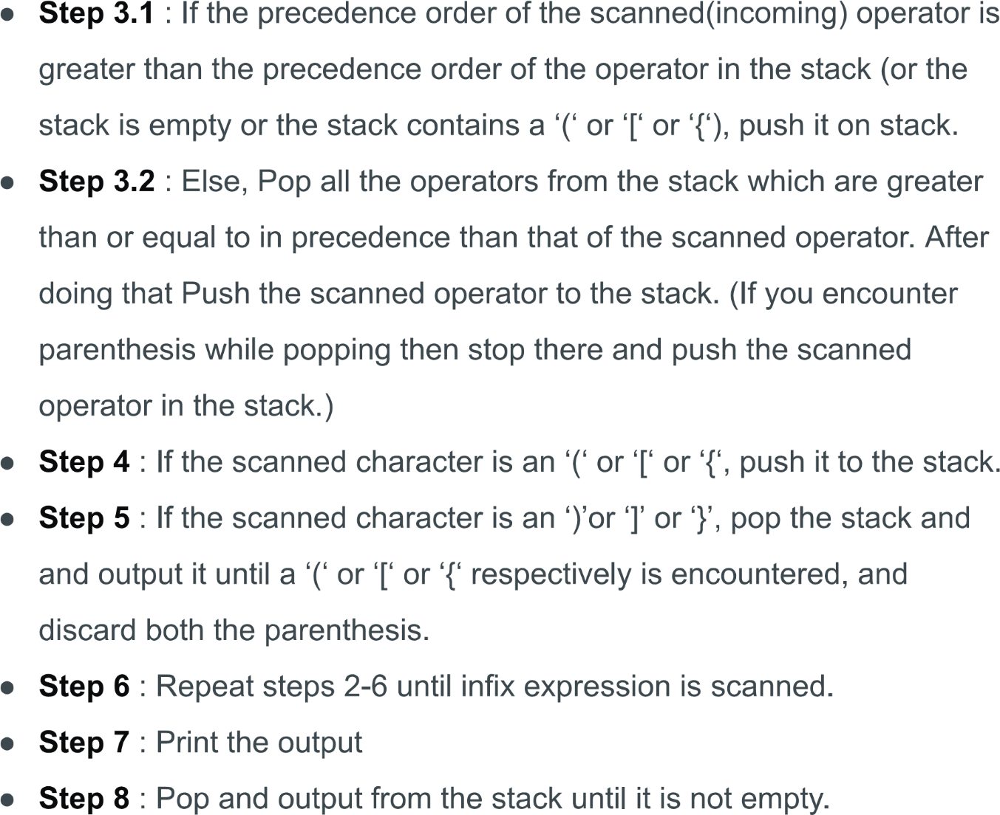 ● Step 3.1 : If the precedence order of the scanned(incoming) operator is
greater than the precedence order of the operator in the stack (or the
stack is empty or the stack contains a ‘(‘ or ‘[‘ or ‘{‘), push it on stack.
● Step 3.2 : Else, Pop all the operators from the stack which are greater
than or equal to in precedence than that of the scanned operator. After
doing that Push the scanned operator to the stack. (If you encounter
parenthesis while popping then stop there and push the scanned
operator in the stack.)
● Step 4 : If the scanned character is an ‘(‘ or ‘[‘ or ‘{‘, push it to the stack.
● Step 5 : If the scanned character is an ‘)’or ‘]’ or ‘}’, pop the stack and
and output it until a ‘(‘ or ‘[‘ or ‘{‘ respectively is encountered, and
discard both the parenthesis.
● Step 6 : Repeat steps 2-6 until infix expression is scanned.
● Step 7 : Print the output
● Step 8 : Pop and output from the stack until it is not empty.